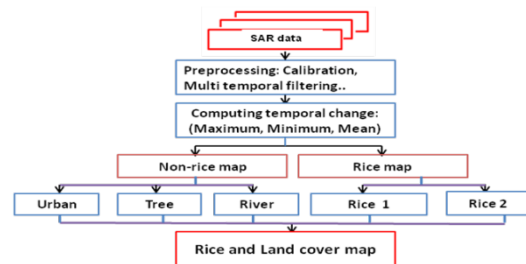 SAR data
Preprocessing: Calibration,
Multi temporal filtering..
Computing temporal change:
(Maximum, Minimum, Mean)
Non-rice map
Rice map
Urban
Tree
River
Rice 1
Rice 2
Rice and Land cover map